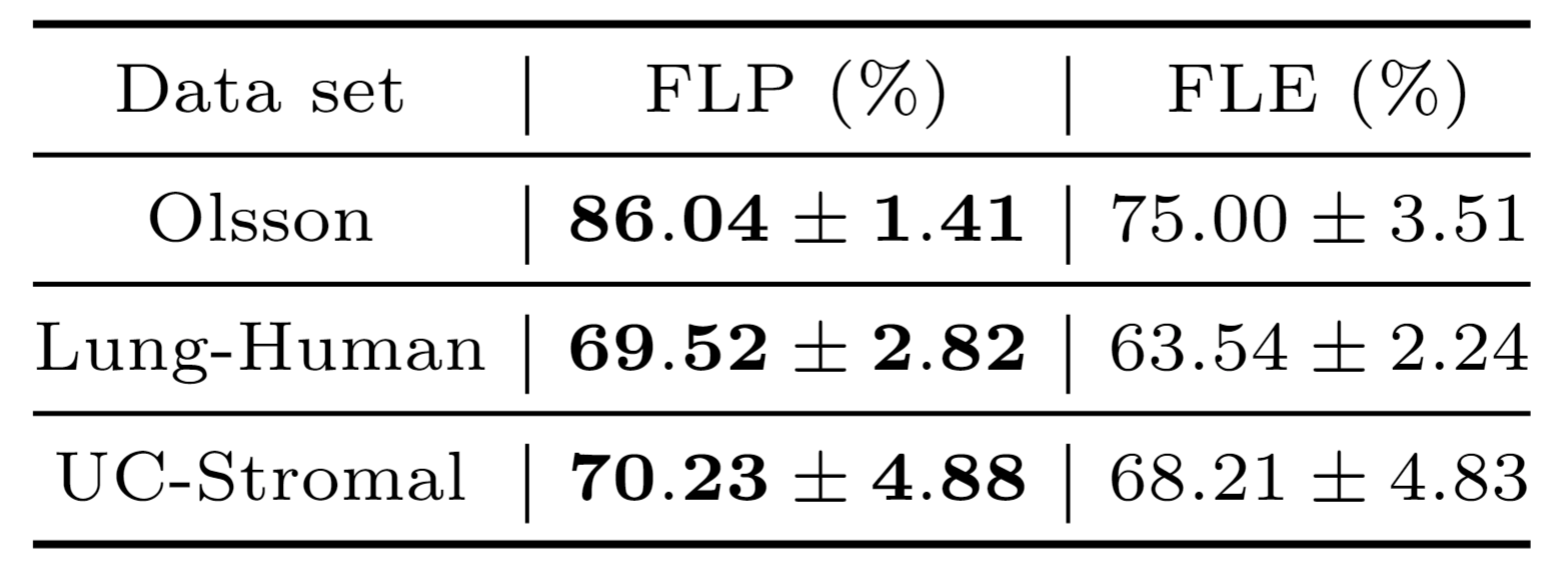 Data set | FLP (%) | FLE (%)
Olsson | 86.04 ± 1.41 | 75.00 ± 3.51
Lung-Human | 69.52 ± 2.82 | 63.54 ± 2.24
UC-Stromal | 70.23 ± 4.88 | 68.21 ± 4.83